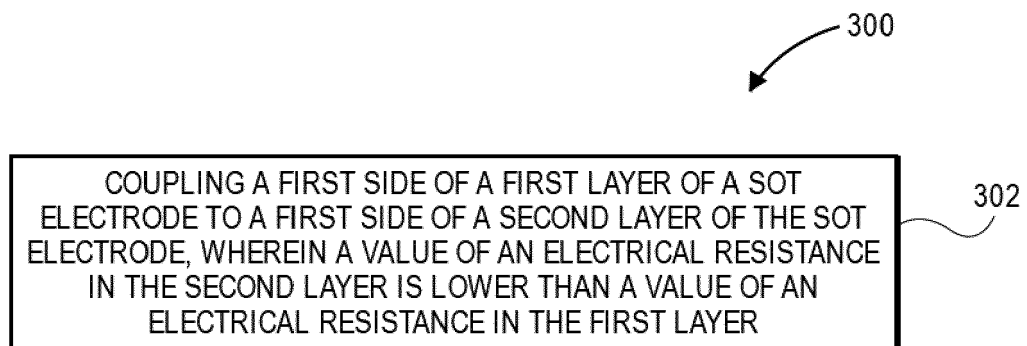 300
COUPLING A FIRST SIDE OF A FIRST LAYER OF A SOT
ELECTRODE TO A FIRST SIDE OF A SECOND LAYER OF THE SOT
ELECTRODE, WHEREIN A VALUE OF AN ELECTRICAL RESISTANCE
IN THE SECOND LAYER IS LOWER THAN A VALUE OF AN
ELECTRICAL RESISTANCE IN THE FIRST LAYER
302